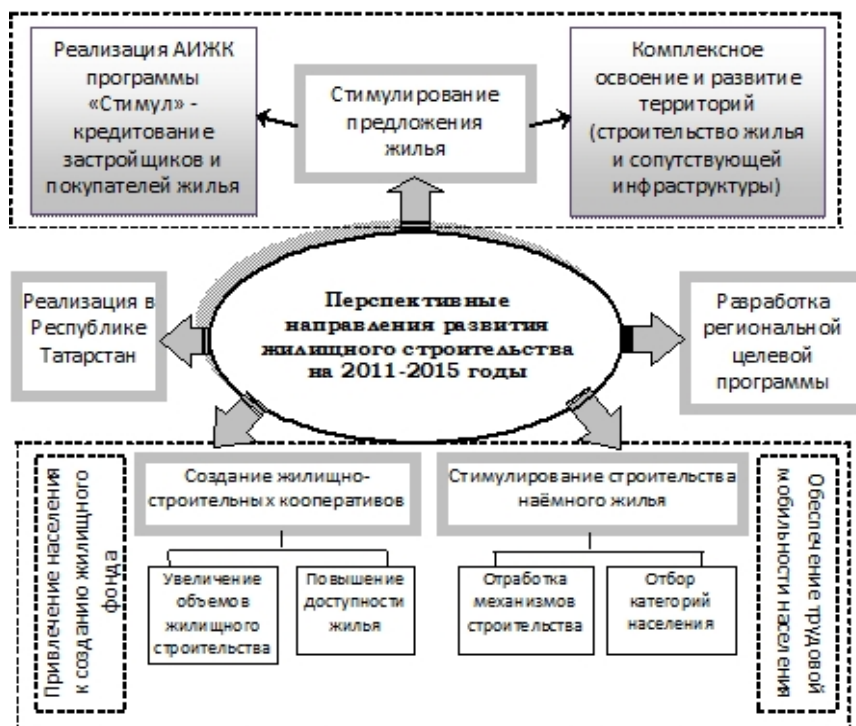 Реализация АИЖК
программы
«Стимул» -
кредитование
застройщиков и
покупателей жилья
Стимулирование
предложения
жилья
Комплексное
освоение и развитие
территорий
(строительство жилья
и сопутствующей
инфраструктуры)
Реализация в
Республике
Татарстан
Перспективные
направления развития
жилищного строительства
на 2011-2015 годы
Разработка
региональной
целевой
программы
Привлечение населения
к созданию жилищного
фонда
Создание жилищно-
строительных кооперативов
Увеличение
объемов
жилищного
строительства
Повышение
доступности
жилья
Стимулирование строительства
наёмного жилья
Отработка
механизмов
строительства
Отбор
категорий
населения
Обеспечение трудовой
мобильности населения